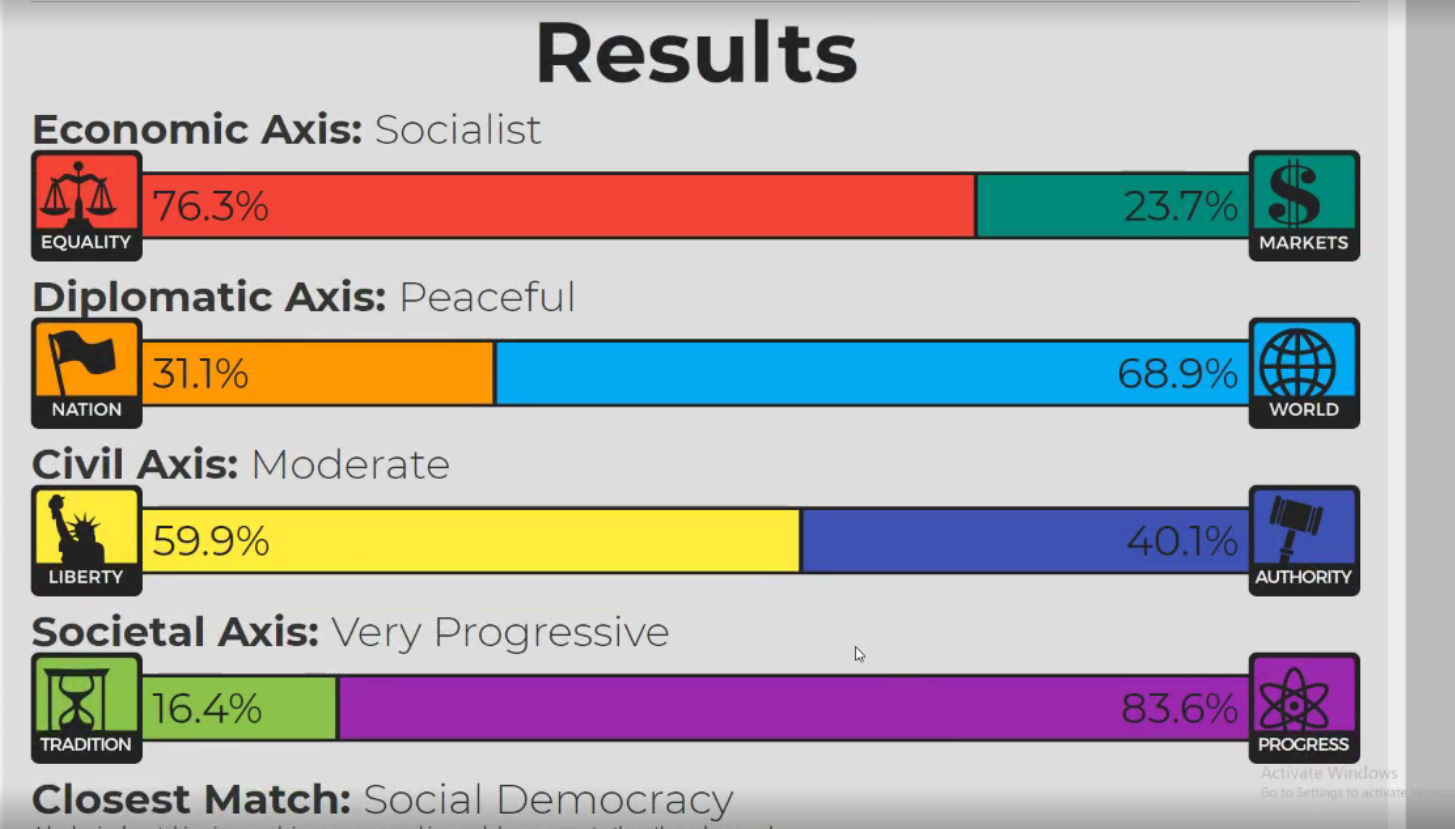 Results
Economic Axis: Socialist
76.3% 23.7%
EQUALITY MARKETS
Diplomatic Axis: Peaceful
31.1% 68.9%
NATION WORLD
Civil Axis: Moderate
59.9% 40.1%
LIBERTY AUTHORITY
Societal Axis: Very Progressive
16.4% 83.6%
TRADITION PROGRESS
Activate Windows
Go to Settings to activate
Closest Match: Social Democracy